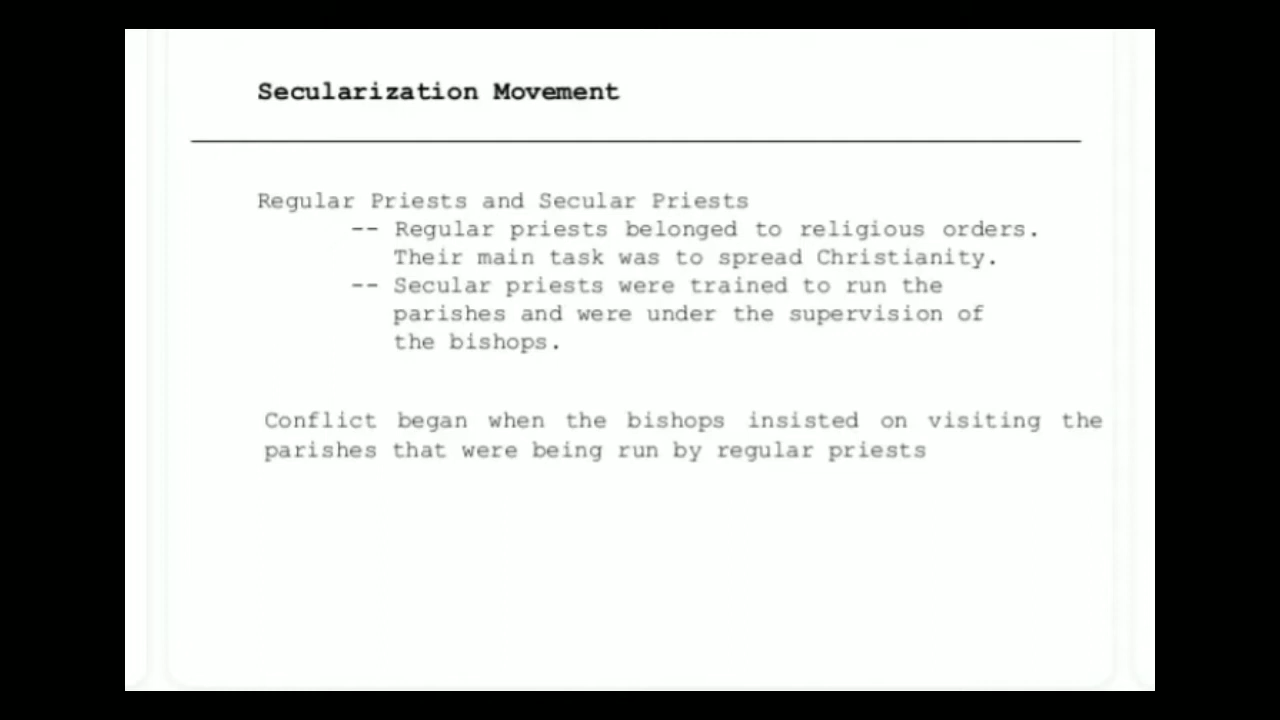 Secularization Movement
Regular Priests and Secular Priests
-- Regular priests belonged to religious orders.
Their main task was to spread Christianity.
-- Secular priests were trained to run the
parishes and were under the supervision of
the bishops.
Conflict began when the bishops insisted on visiting the
parishes that were being run by regular priests